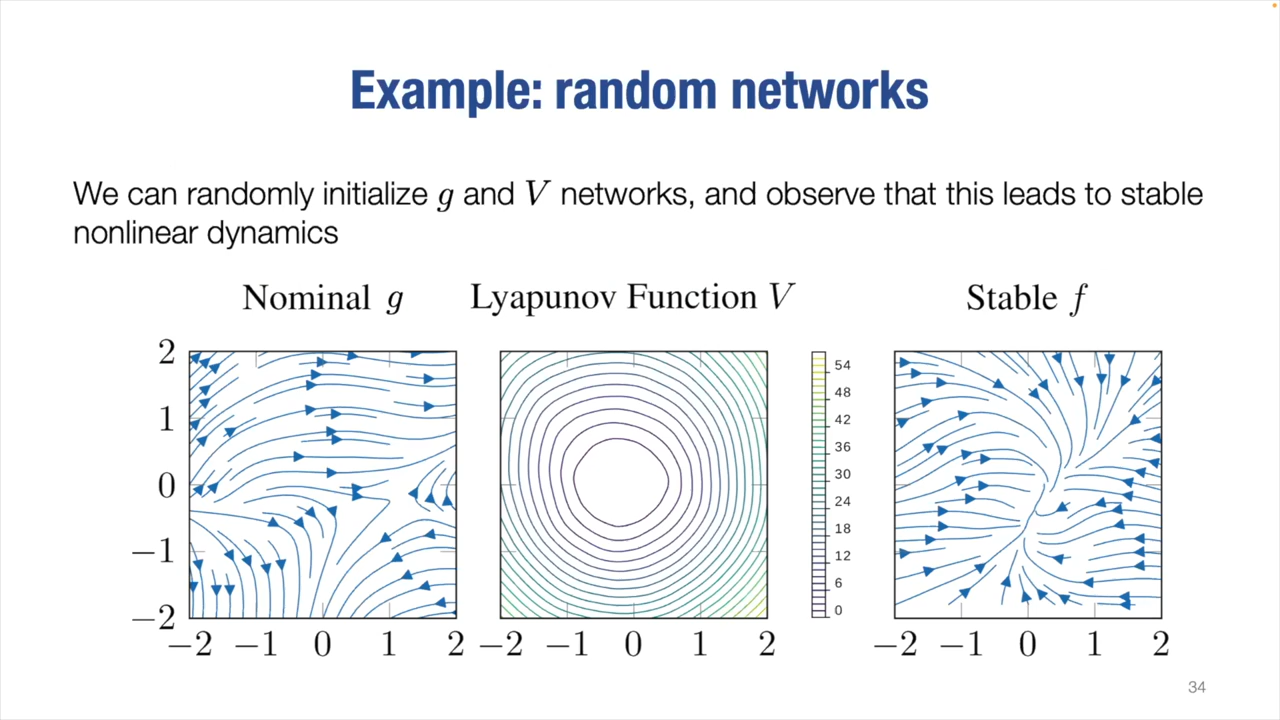 Example: random networks
We can randomly initialize g and V networks, and observe that this leads to stable
nonlinear dynamics
Nominal g
Lyapunov Function V
Stable f
2
1
0
−1
−2
−2 −1 0 1 2
−2 −1 0 1 2
54
48
42
36
30
24
18
12
6
0
−2 −1 0 1 2
34